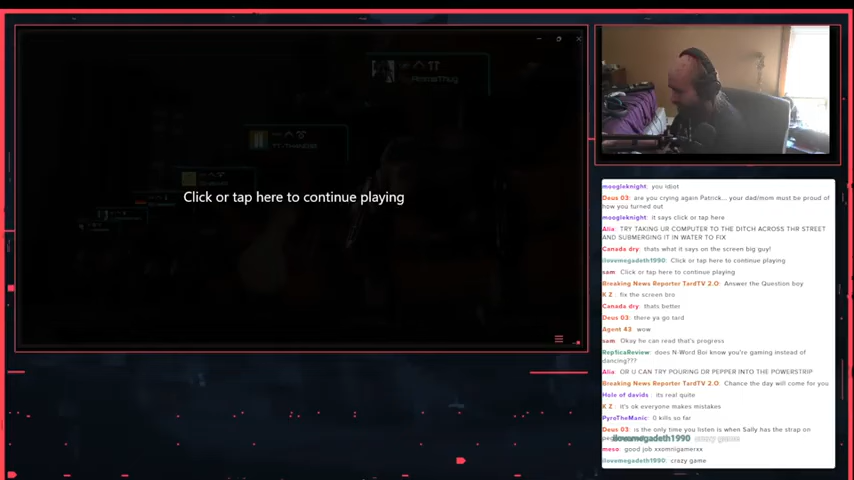 Click or tap here to continue playing
moogleknight: you idiot
Deus 03: are you crying again Patrick... your dad/mom must be proud of
how you turned out
moogleknight: it says click or tap here
Alia: TRY TAKING UR COMPUTER TO THE DITCH ACROSS THR STREET
AND SUBMERGING IT IN WATER TO FIX
Canada dry: thats what it says on the screen big guy!
ilovemegadeth1990: Click or tap here to continue playing
sam: Click or tap here to continue playing
Breaking News Reporter TardTV 2.O: Answer the Question boy
K Z : fix the screen bro
Canada dry: thats better
Deus 03: there ya go tard
Agent 43: wow
sam: Okay he can read that's progress
RepticaReview: does N-Word Boi know you're gaming instead of
dancing???
Alia: OR U CAN TRY POURING DR PEPPER INTO THE POWERSTRIP
Breaking News Reporter TardTV 2.O: Chance the day will come for you
Hole of davids: its real quite
K Z : it's ok everyone makes mistakes
PyroTheManic: 0 kills so far
Deus 03: is the only time you listen is when Sally has the strap on
ilovemegadeth1990 crazy game
meso: good job xxomnigamerxx
ilovemegadeth1990: crazy game